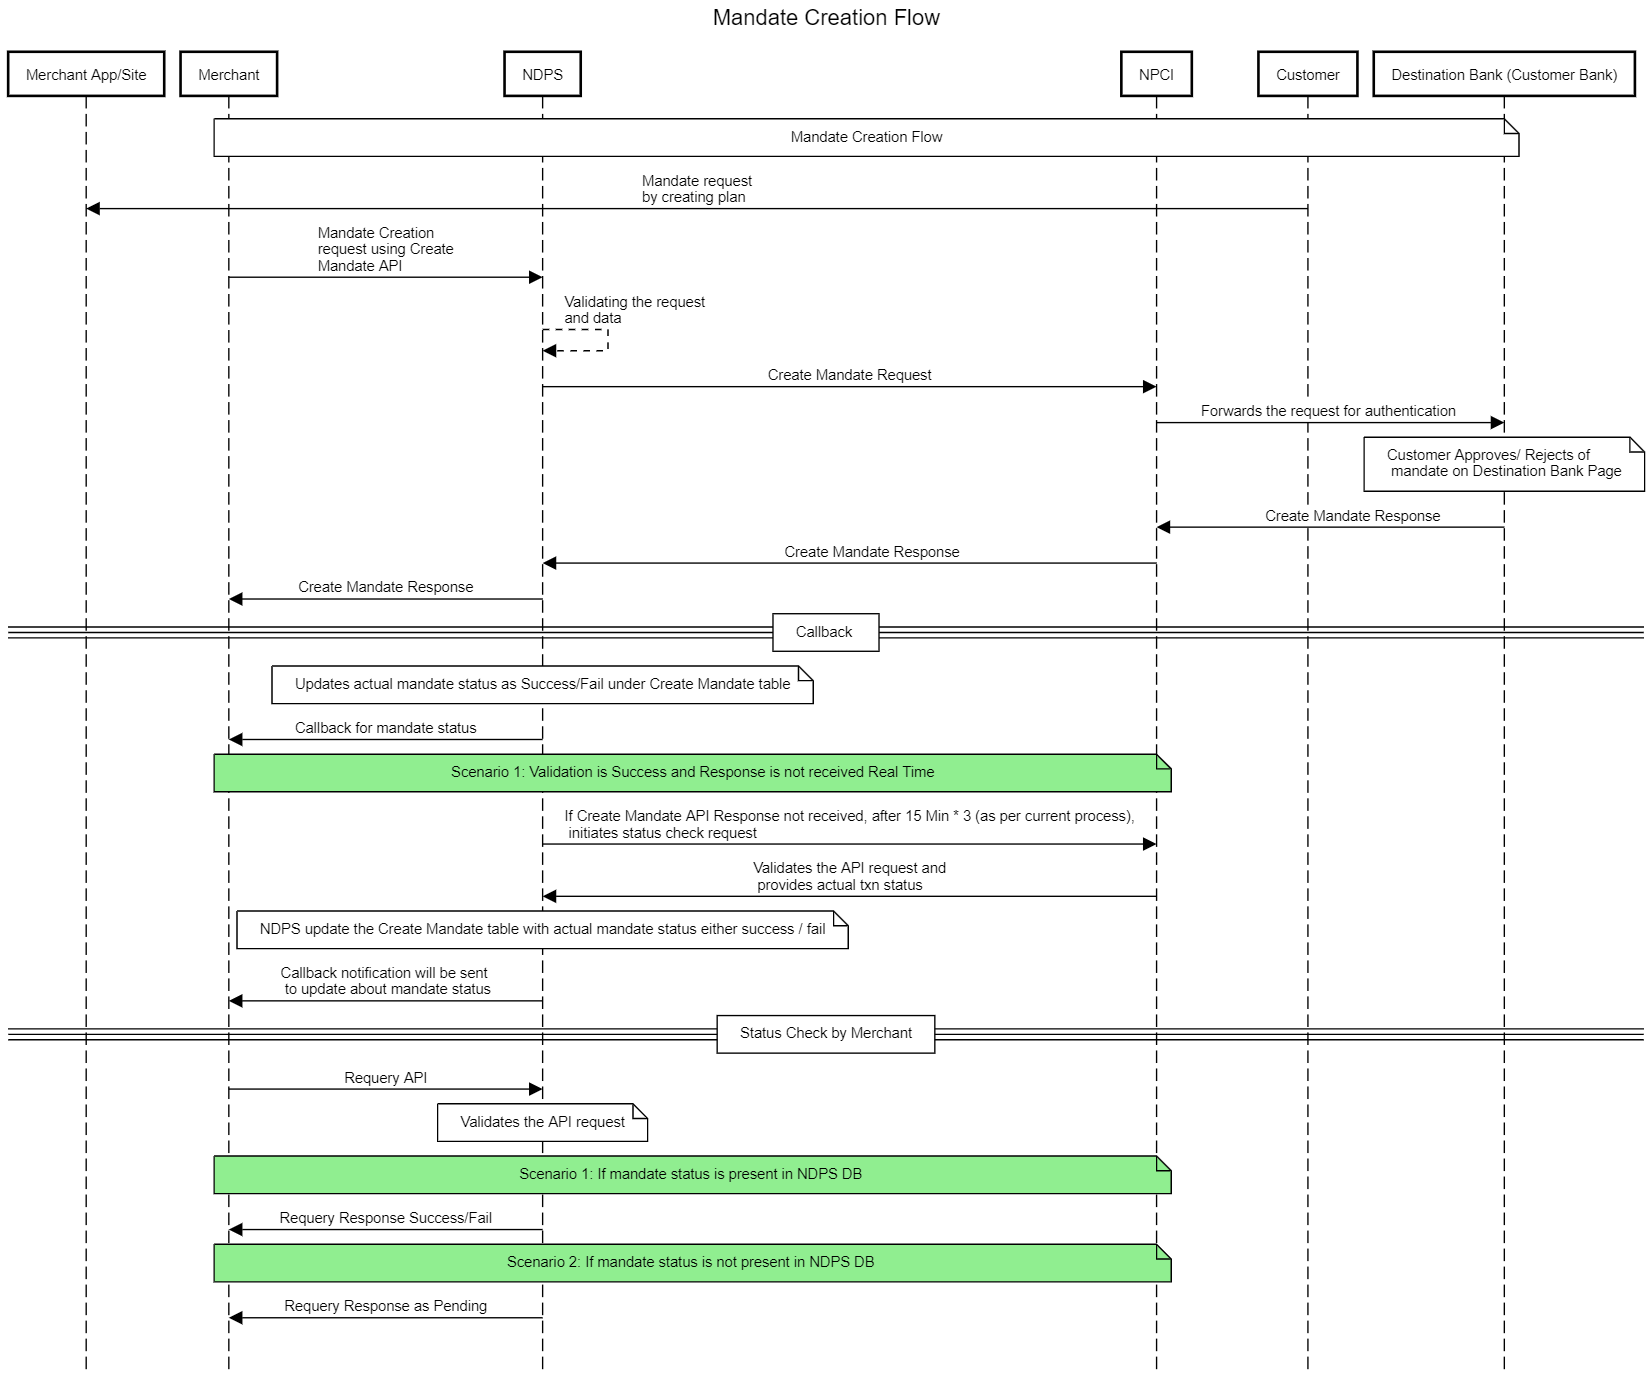 Mandate Creation Flow
Merchant App/Site
Merchant
NDPS
NPCI
Customer
Destination Bank (Customer Bank)
Mandate Creation Flow
Mandate request
by creating plan
Mandate Creation
request using Create
Mandate API
Validating the request
and data
Create Mandate Request
Forwards the request for authentication
Customer Approves/ Rejects of
mandate on Destination Bank Page
Create Mandate Response
Create Mandate Response
Create Mandate Response
Callback
Updates actual mandate status as Success/Fail under Create Mandate table
Callback for mandate status
Scenario 1: Validation is Success and Response is not received Real Time
If Create Mandate API Response not received, after 15 Min * 3 (as per current process),
initiates status check request
Validates the API request and
provides actual txn status
NDPS update the Create Mandate table with actual mandate status either success / fail
Callback notification will be sent
to update about mandate status
Status Check by Merchant
Requery API
Validates the API request
Scenario 1: If mandate status is present in NDPS DB
Requery Response Success/Fail
Scenario 2: If mandate status is not present in NDPS DB
Requery Response as Pending